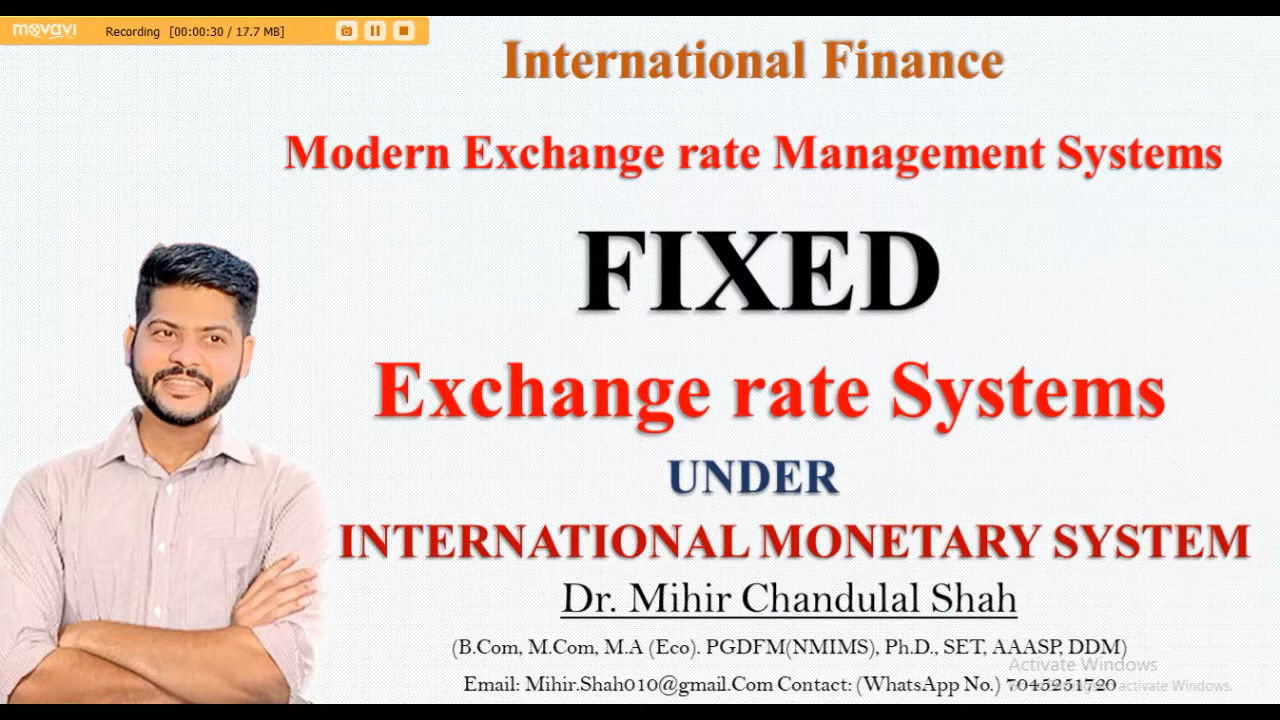 movavi Recording [00:00:30 / 17.7 MB]
International Finance
Modern Exchange rate Management Systems
FIXED
Exchange rate Systems
UNDER
INTERNATIONAL MONETARY SYSTEM
Dr. Mihir Chandulal Shah
(B.Com, M.Com, M.A (Eco). PGDFM(NMIMS), Ph.D., SET, AAASP, DDM)
Activate Windows
Email: Mihir.Shah010@gmail.Com Contact: (WhatsApp No.) 7045251720
activate Windows.